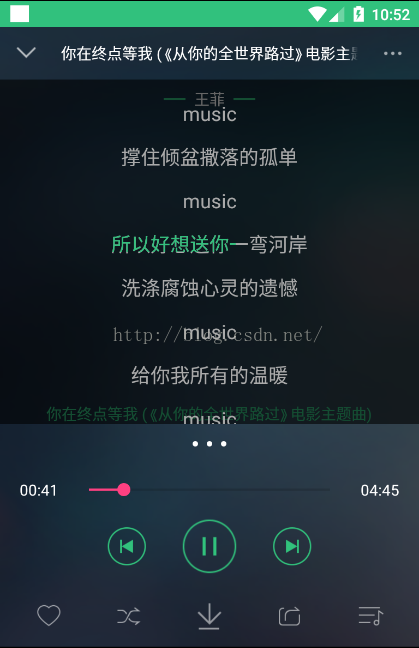 10:52
你在终点等我 (《从你的全世界路过》电影主题
王菲
music
撑住倾盆撒落的孤单
music
所以好想送你一弯河岸
洗涤腐蚀心灵的遗憾
music
http://blog.csdn.net/
给你我所有的温暖
你在终点等我 (《从你的全世界路过》电影主题曲)
music
00:41
04:45